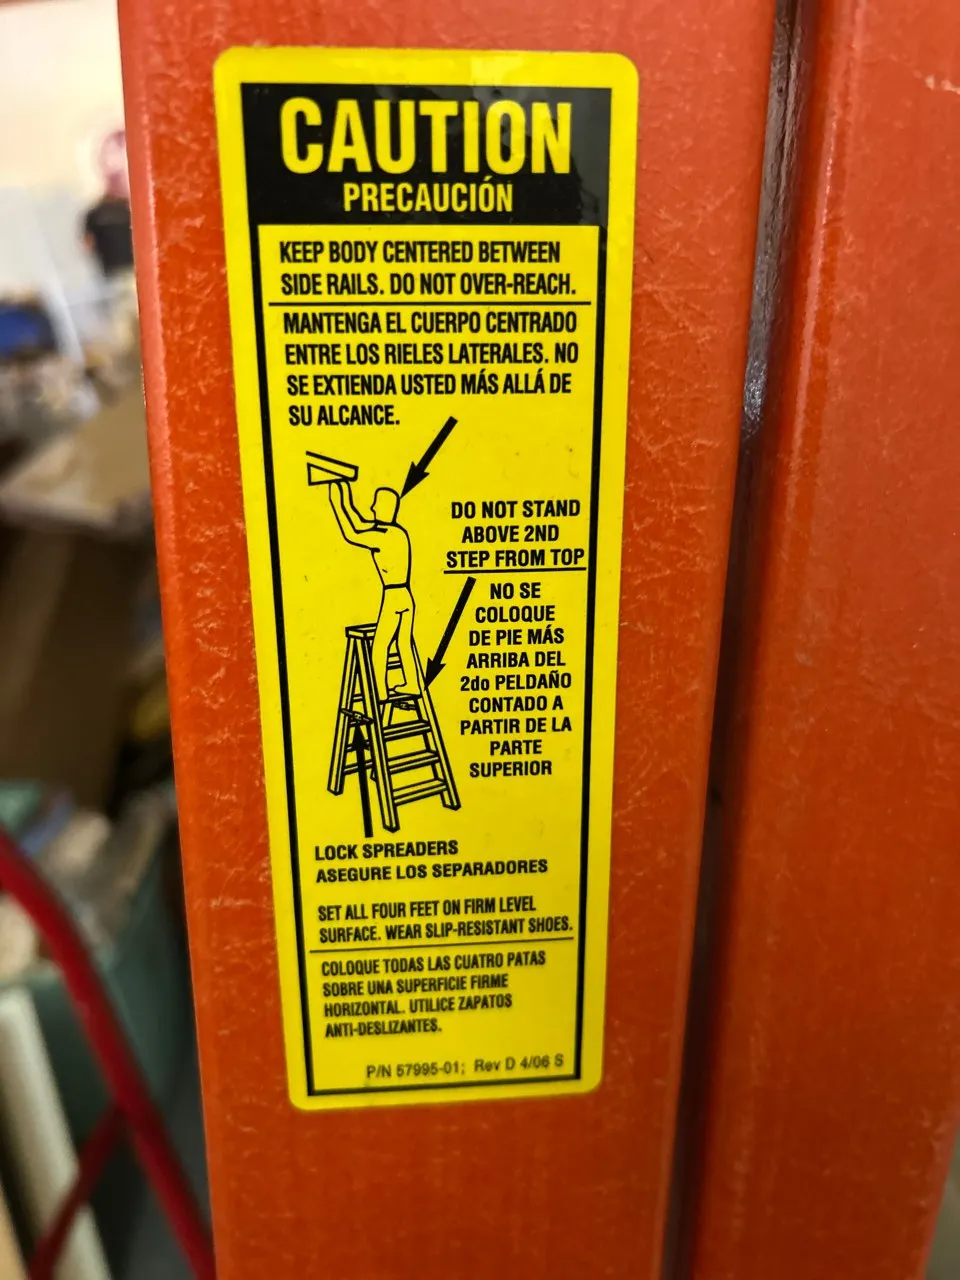 CAUTION
PRECAUCIÓN
KEEP BODY CENTERED BETWEEN
SIDE RAILS. DO NOT OVER-REACH.
MANTENGA EL CUERPO CENTRADO
ENTRE LOS RIELES LATERALES. NO
SE EXTIENDA USTED MÁS ALLÁ DE
SU ALCANCE.
DO NOT STAND
ABOVE 2ND
STEP FROM TOP
NO SE
COLOQUE
DE PIE MÁS
ARRIBA DEL
2do PELDAÑO
CONTADO A
PARTIR DE LA
PARTE
SUPERIOR
LOCK SPREADERS
ASEGURE LOS SEPARADORES
SET ALL FOUR FEET ON FIRM LEVEL
SURFACE. WEAR SLIP-RESISTANT SHOES.
COLOQUE TODAS LAS CUATRO PATAS
SOBRE UNA SUPERFICIE FIRME
HORIZONTAL. UTILICE ZAPATOS
ANTI-DESLIZANTES.
P/N 57995-01; Rev D 4/06 S